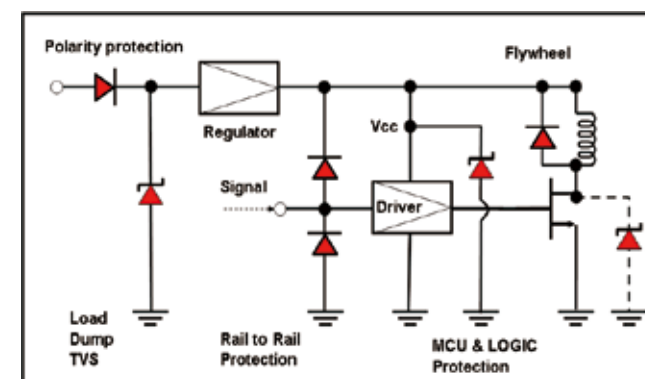 Polarity protection
Flywheel
Regulator
Vcc
Signal
Driver
Load
Dump
TVS
Rail to Rail
Protection
MCU & LOGIC
Protection